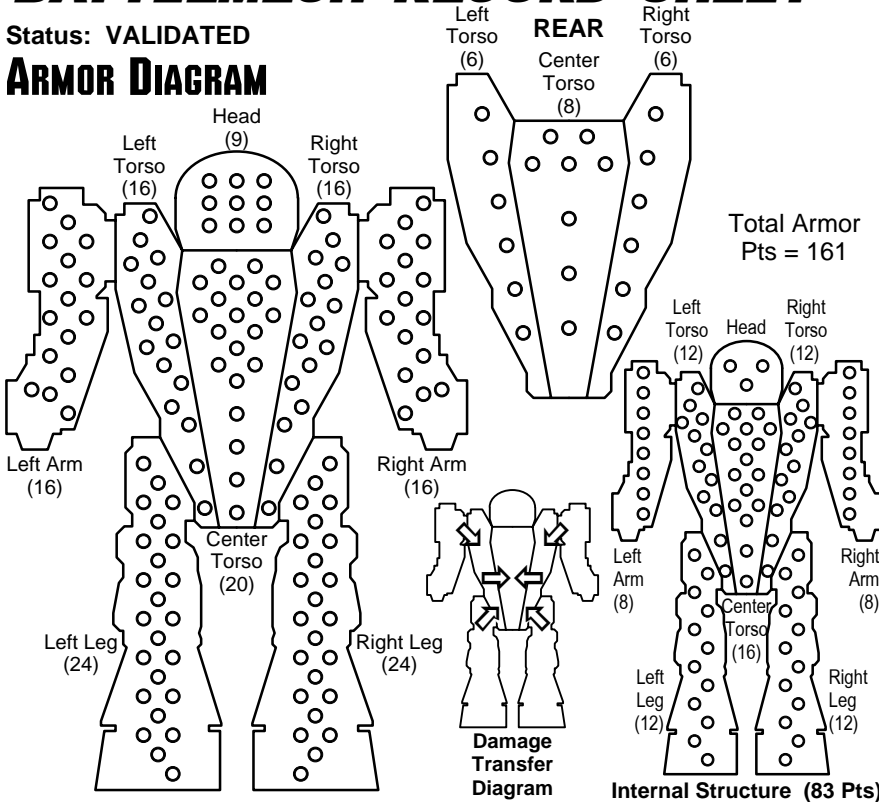 BATTLEMECH RECORD SHEET
Status: VALIDATED
ARMOR DIAGRAM
Head
(9)
Left
Torso
(16)
Right
Torso
(16)
Left Arm
(16)
Right Arm
(16)
Center
Torso
(20)
Left Leg
(24)
Right Leg
(24)
REAR
Left
Torso
(6)
Center
Torso
(8)
Right
Torso
(6)
Total Armor
Pts = 161
Damage
Transfer
Diagram
Left
Torso
(12)
Head
Right
Torso
(12)
Left
Arm
(8)
Right
Arm
(8)
Center
Torso
(16)
Left
Leg
(12)
Right
Leg
(12)
Internal Structure (83 Pts)